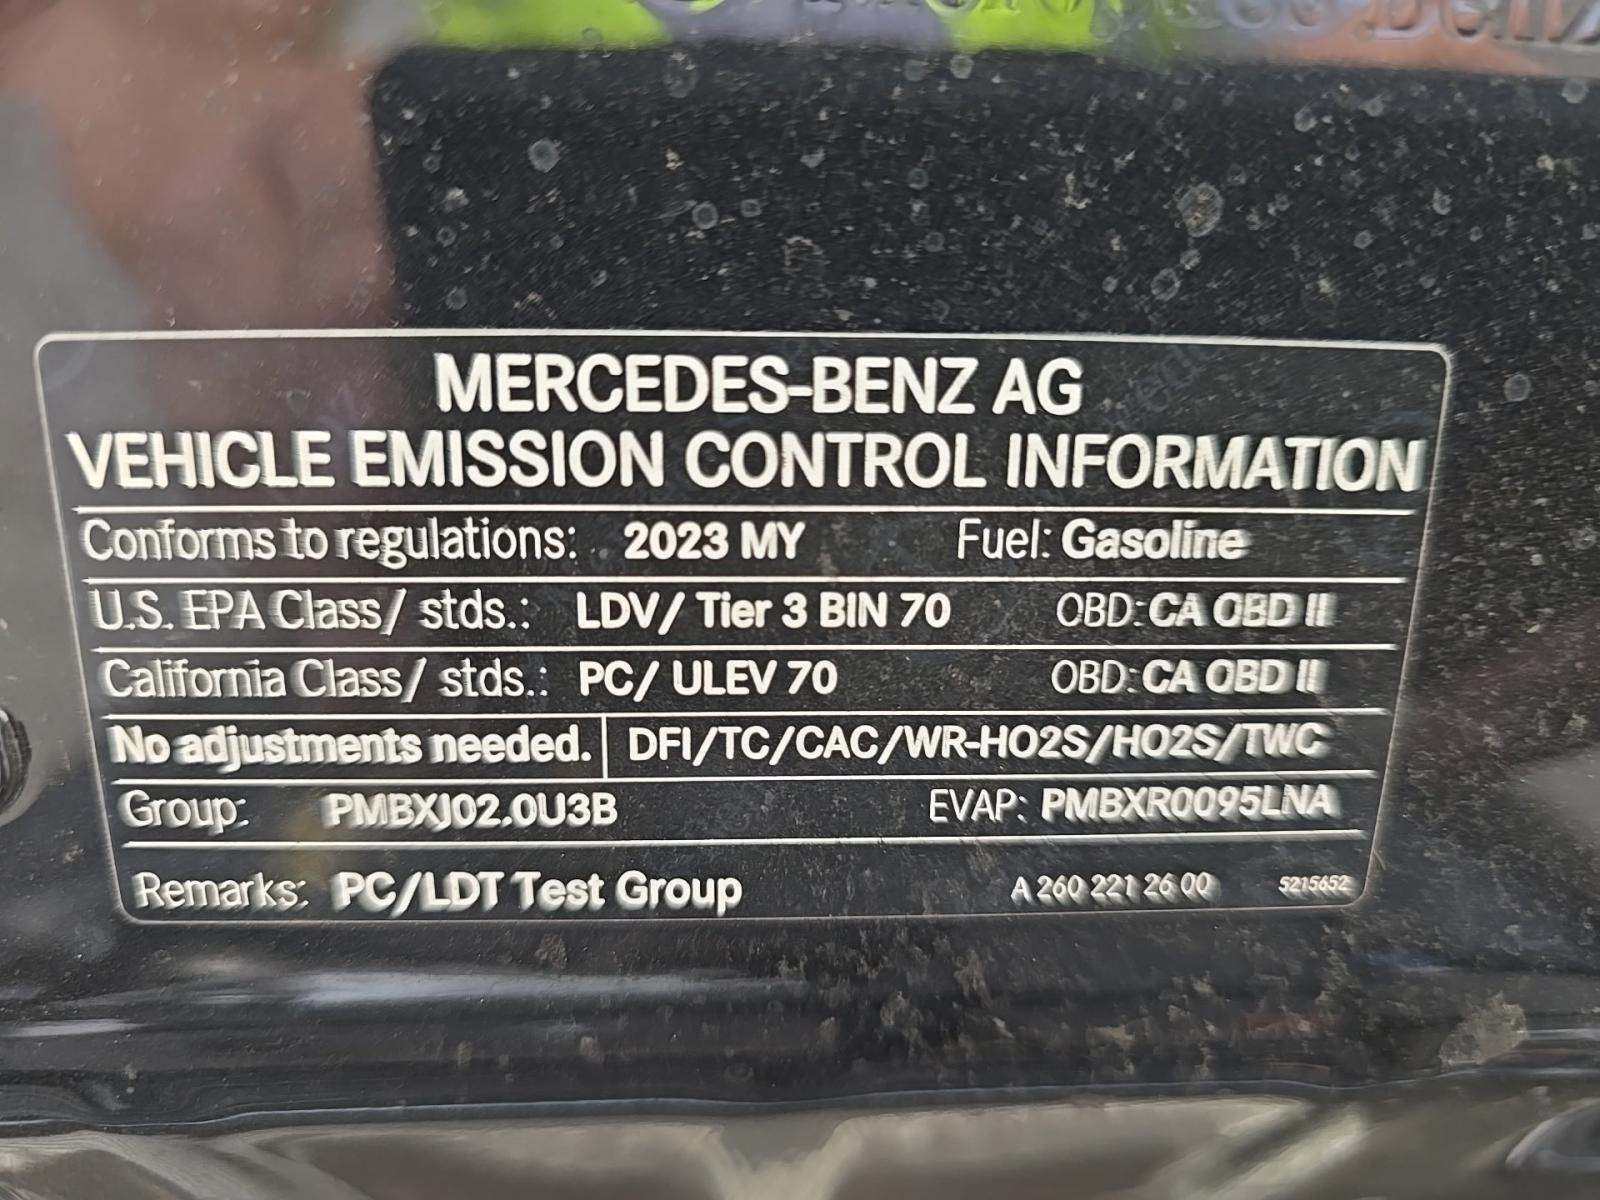 MERCEDES-BENZ AG
VEHICLE EMISSION CONTROL INFORMATION
Conforms to regulations: 2023 MY Fuel: Gasoline
U.S. EPA Class/ stds.: LDV/ Tier 3 BIN 70 OBD: CA OBD II
California Class/ stds.: PC/ ULEV 70 OBD: CA OBD II
No adjustments needed. DFI/TC/CAC/WR-HO2S/HO2S/TWC
Group: PMBXJ02.0U3B EVAP: PMBXR0095LNA
Remarks: PC/LDT Test Group A 260 221 26 00 5215652